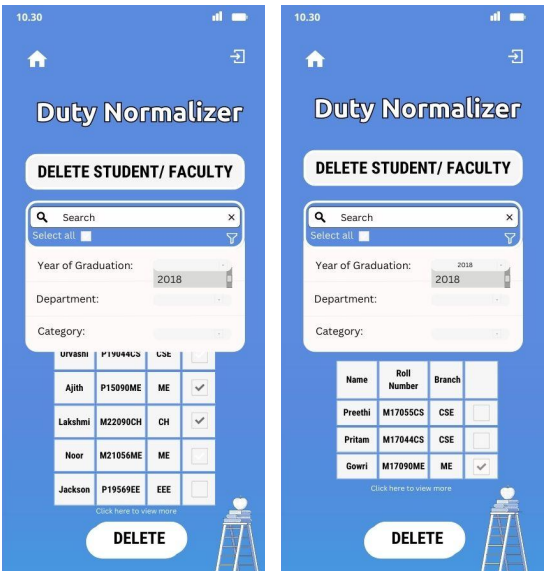 10.30
Duty Normalizer
DELETE STUDENT/ FACULTY
Search ×
Select all
Year of Graduation:
2018
Department:
Category:
Urvashi P19044CS CSE
Ajith P15090ME ME
Lakshmi M22090CH CH
Noor M21056ME ME
Jackson P19569EE EEE
Click here to view more
DELETE
10.30
Duty Normalizer
DELETE STUDENT/ FACULTY
Search ×
Select all
Year of Graduation: 2018
2018
Department:
Category:
Name Roll Number Branch
Preethi M17055CS CSE
Pritam M17044CS CSE
Gowri M17090ME ME
Click here to view more
DELETE